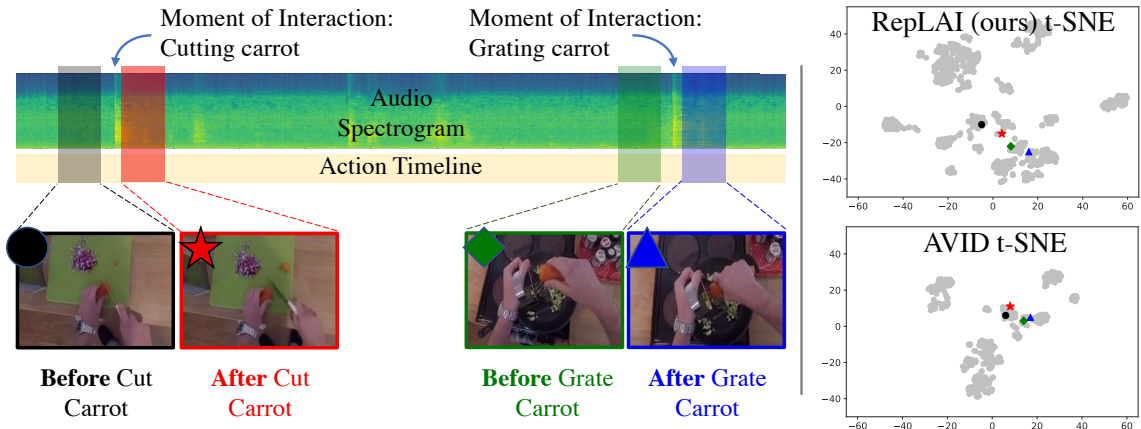 Moment of Interaction:
Cutting carrot
Moment of Interaction:
Grating carrot
Audio
Spectrogram
Action Timeline
Before Cut
Carrot
After Cut
Carrot
Before Grate
Carrot
After Grate
Carrot
RepLAI (ours) t-SNE
40
20
0
−20
−40
−60 −40 −20 0 20 40 60
AVID t-SNE
40
20
0
−20
−40
−60 −40 −20 0 20 40 60